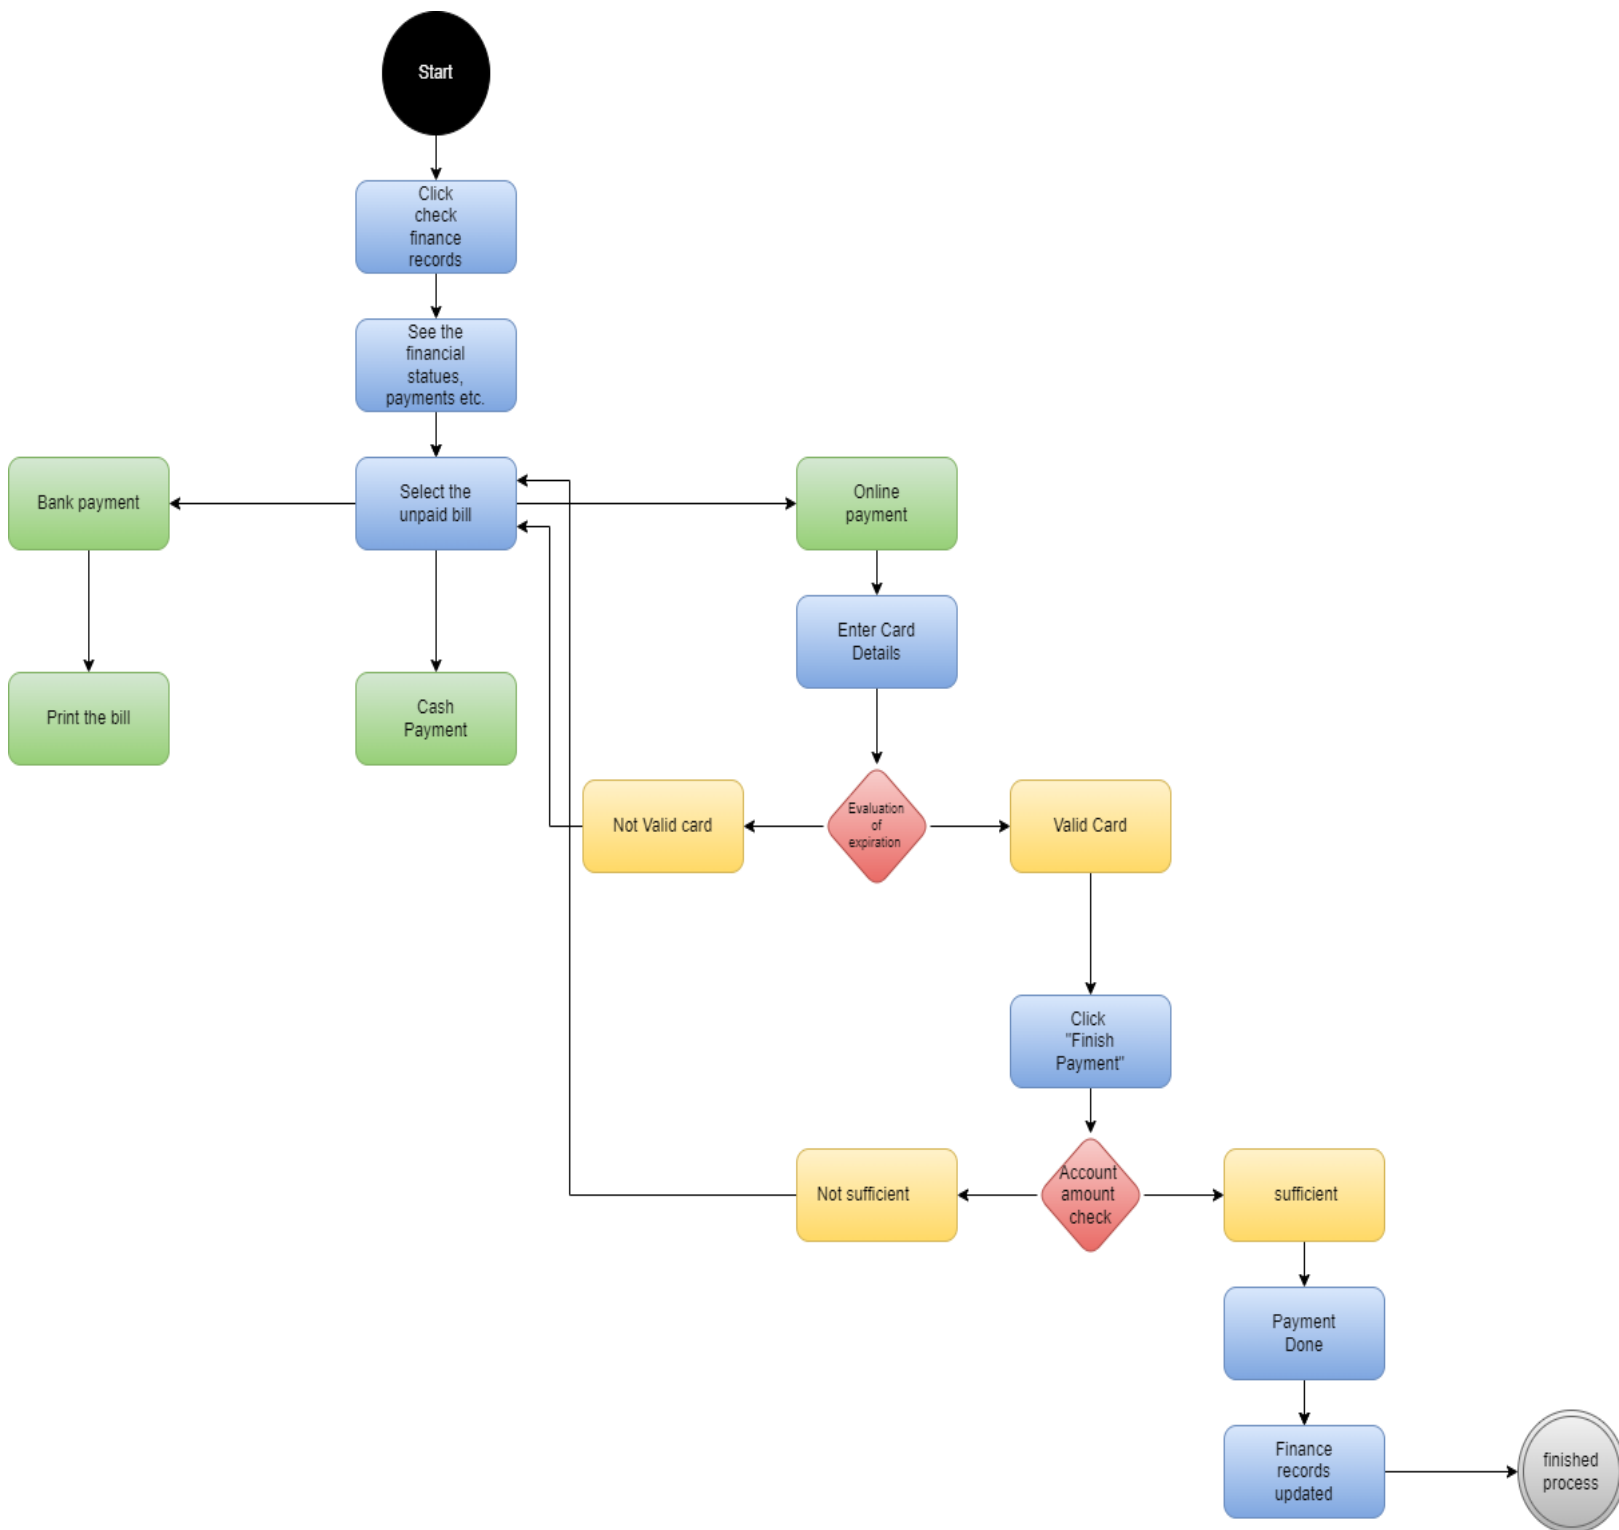 Start
Click
check
finance
records
See the
financial
statues,
payments etc.
Bank payment
Select the
unpaid bill
Online
payment
Enter Card
Details
Print the bill
Cash
Payment
Not Valid card
Evaluation
of
expiration
Valid Card
Click
"Finish
Payment"
Not sufficient
Account
amount
check
sufficient
Payment
Done
Finance
records
updated
finished
process